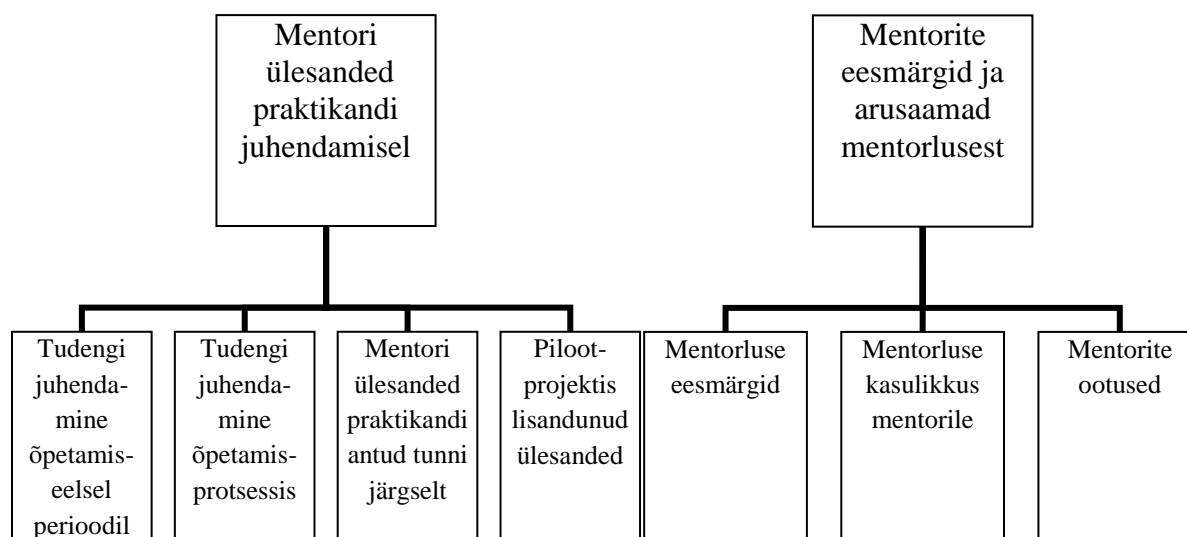 Mentori
ülesanded
praktikandi
juhendamisel
Mentorite
eesmärgid ja
arusaamad
mentorlusest
Tudengi
juhenda-
mine
õpetamis-
eelsel
perioodil
Tudengi
juhenda-
mine
õpetamis-
protsessis
Mentori
ülesanded
praktikandi
antud tunni
järgselt
Piloot-
projektis
lisandunud
ülesanded
Mentorluse
eesmärgid
Mentorluse
kasulikkus
mentorile
Mentorite
ootused